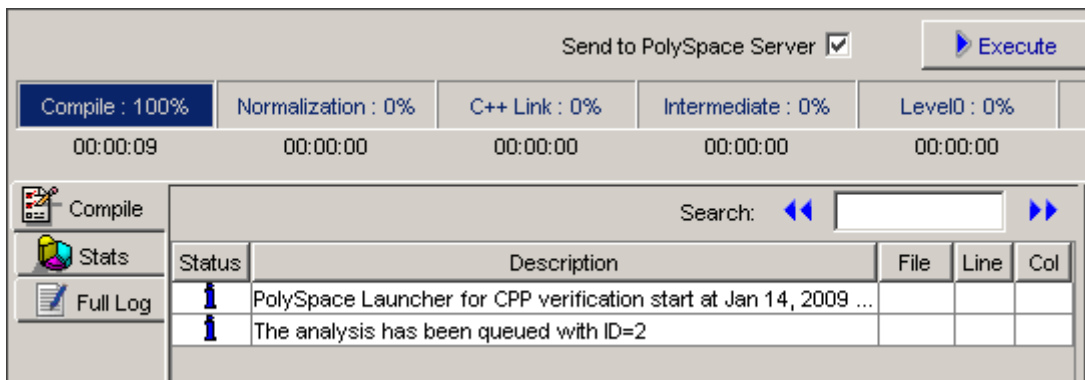 Send to PolySpace Server Execute
Compile : 100% Normalization : 0% C++ Link : 0% Intermediate : 0% Level0 : 0%
00:00:09 00:00:00 00:00:00 00:00:00 00:00:00
Compile Search:
Stats Status Description File Line Col
Full Log PolySpace Launcher for CPP verification start at Jan 14, 2009 ...
The analysis has been queued with ID=2